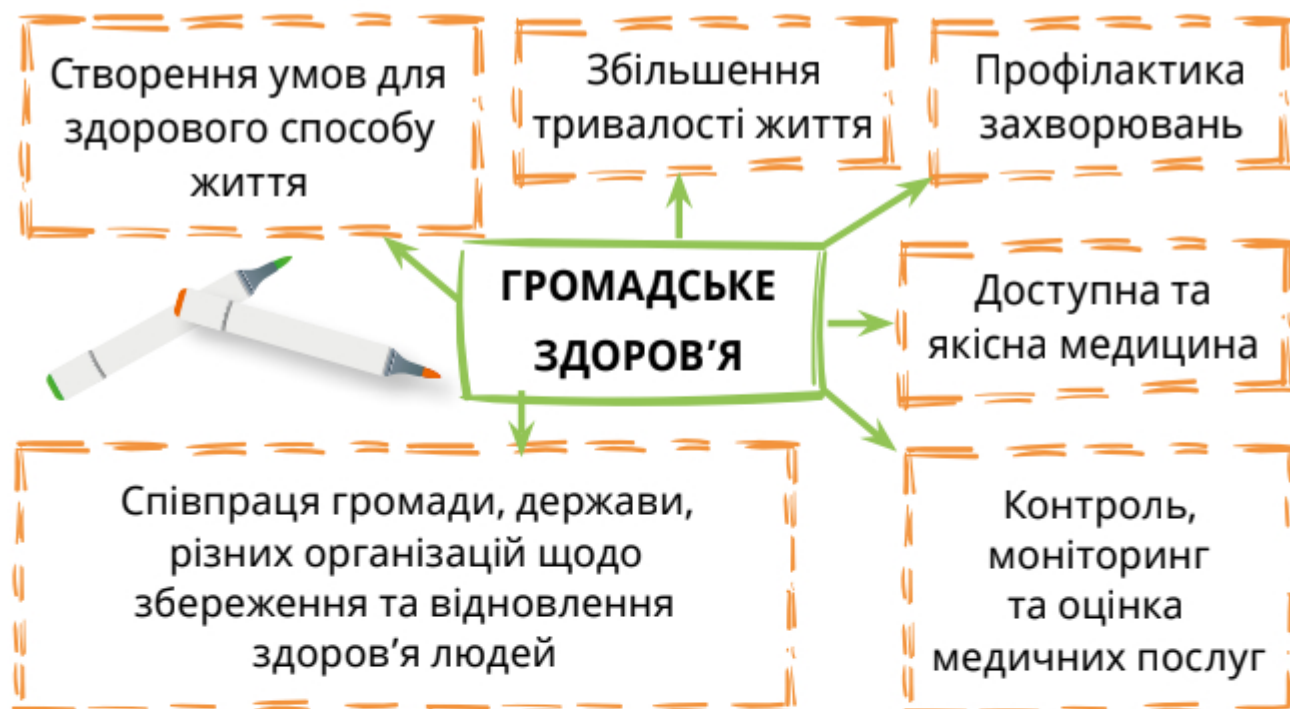 Створення умов для
здорового способу
життя
Збільшення
тривалості життя
Профілактика
захворювань
ГРОМАДСЬКЕ
ЗДОРОВ’Я
Доступна та
якісна медицина
Співпраця громади, держави,
різних організацій щодо
збереження та відновлення
здоров’я людей
Контроль,
моніторинг
та оцінка
медичних послуг